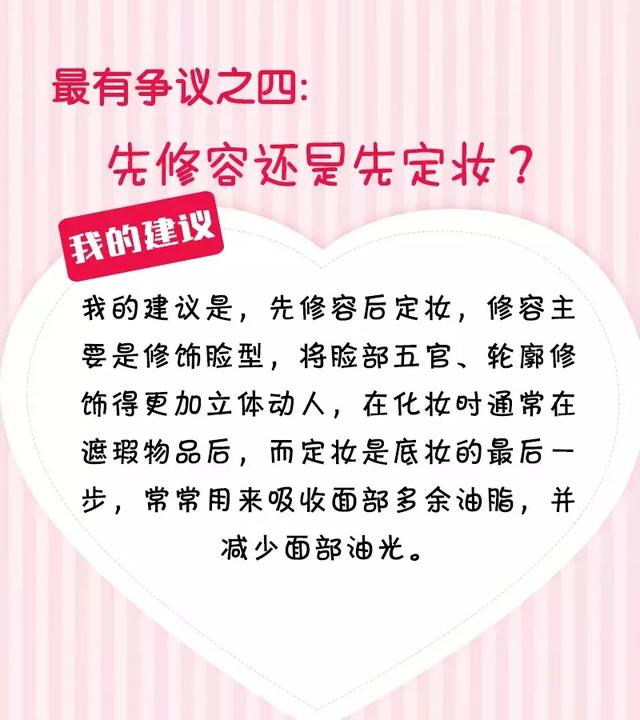 最有争议之四:
先修容还是先定妆?
我的建议
我的建议是，先修容后定妆，修容主
要是修饰脸型，将脸部五官、轮廓修
饰得更加立体动人，在化妆时通常在
遮瑕物品后，而定妆是底妆的最后一
步，常常用来吸收面部多余油脂，并
减少面部油光。